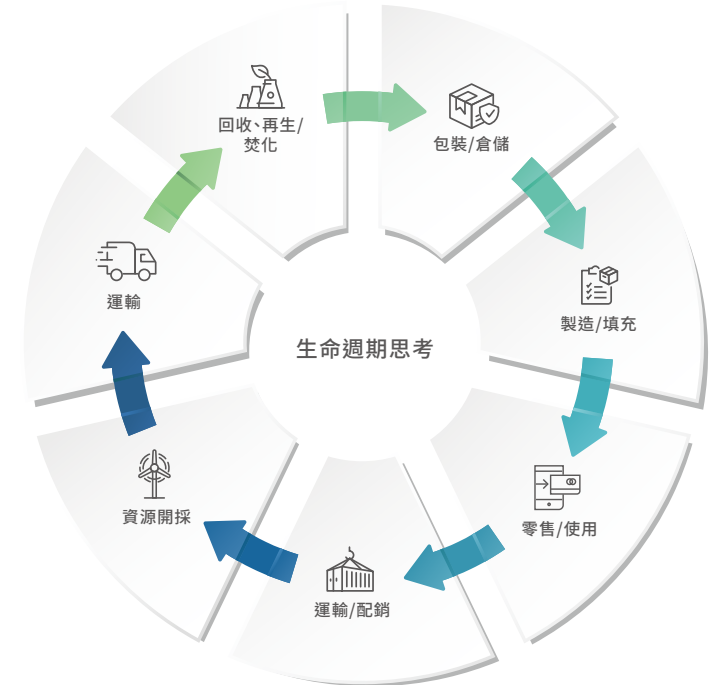 回收、再生/
焚化
包裝/倉儲
運輸
製造/填充
生命週期思考
資源開採
零售/使用
運輸/配銷